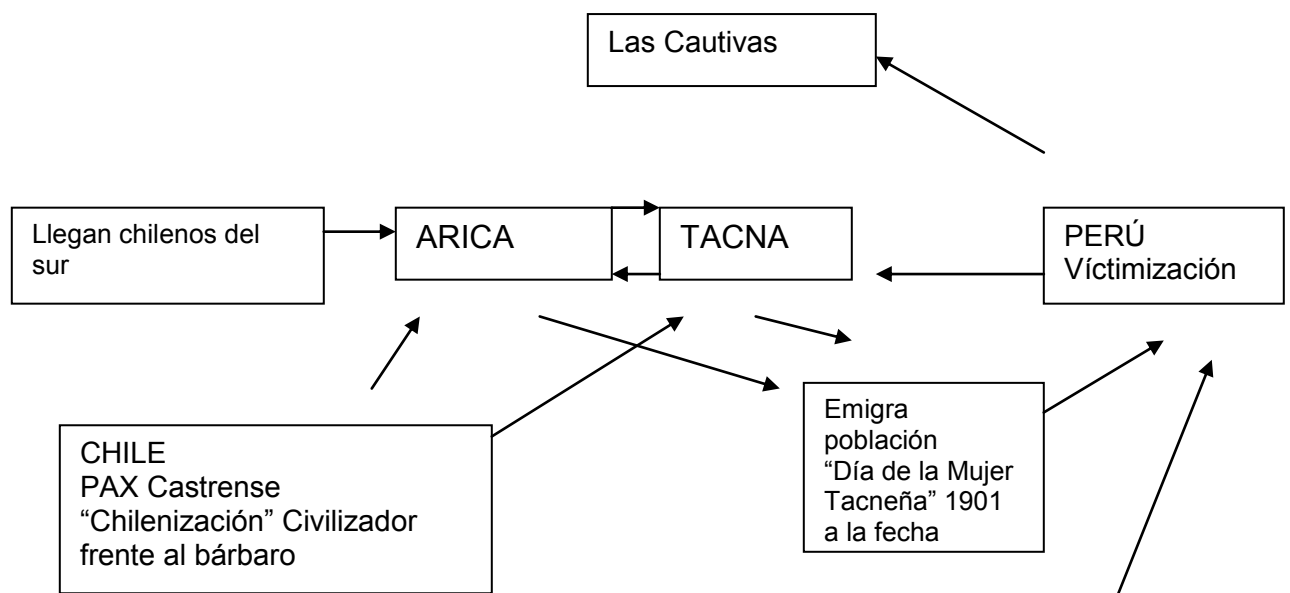 Las Cautivas
Llegan chilenos del
sur
ARICA
TACNA
PERÚ
Víctimización
CHILE
PAX Castrense
“Chilenización” Civilizador
frente al bárbaro
Emigra
población
“Día de la Mujer
Tacneña” 1901
a la fecha